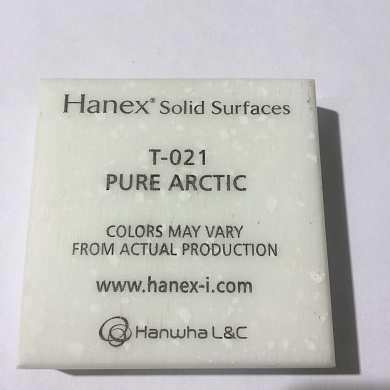 Hanex® Solid Surfaces
T-021
PURE ARCTIC
COLORS MAY VARY
FROM ACTUAL PRODUCTION
www.hanex-i.com
Hanwha L&C